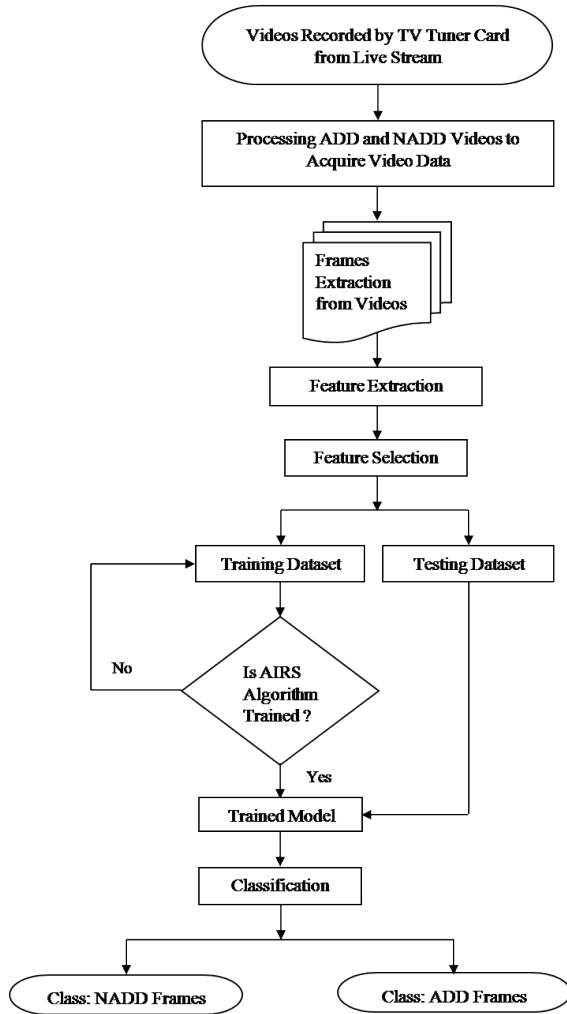 Videos Recorded by TV Tuner Card
from Live Stream
Processing ADD and NADD Videos to
Acquire Video Data
Frames
Extraction
from Videos
Feature Extraction
Feature Selection
Training Dataset
Testing Dataset
No
Is AIRS
Algorithm
Trained ?
Yes
Trained Model
Classification
Class: NADD Frames
Class: ADD Frames